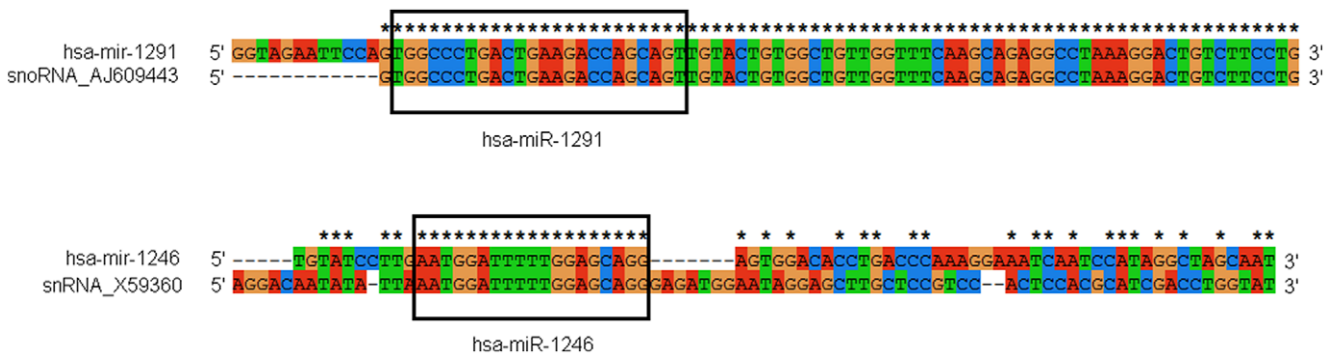 ***************************************************************************
hsa-mir-1291 5' GGTAGAATTCCAGTGGCCCTGACTGAAGACCAGCAGTTGTACTGTGGCTGTTGGTTTCAAGCAGAGGCCTAAAGGACTGTCTTCCTG 3'
snoRNA_AJ609443 5' ------------GTGGCCCTGACTGAAGACCAGCAGTTGTACTGTGGCTGTTGGTTTCAAGCAGAGGCCTAAAGGACTGTCTTCCTG 3'
hsa-miR-1291
*** ** ******************* * * * * ** ** * ** * *** * * * **
hsa-mir-1246 5' -----TGTATCCTTGAATGGATTTTTGGAGCAGG-------AGTGGACACCTGACCCAAAGGAAATCAATCCATAGGCTAGCAAT 3'
snRNA_X59360 5' AGGACAATATA-TTAAATGGATTTTTGGAGCAGGGAGATGGAATAGGAGCTTGCTCCGTCC--ACTCCACGCATCGACCTGGTAT 3'
hsa-miR-1246